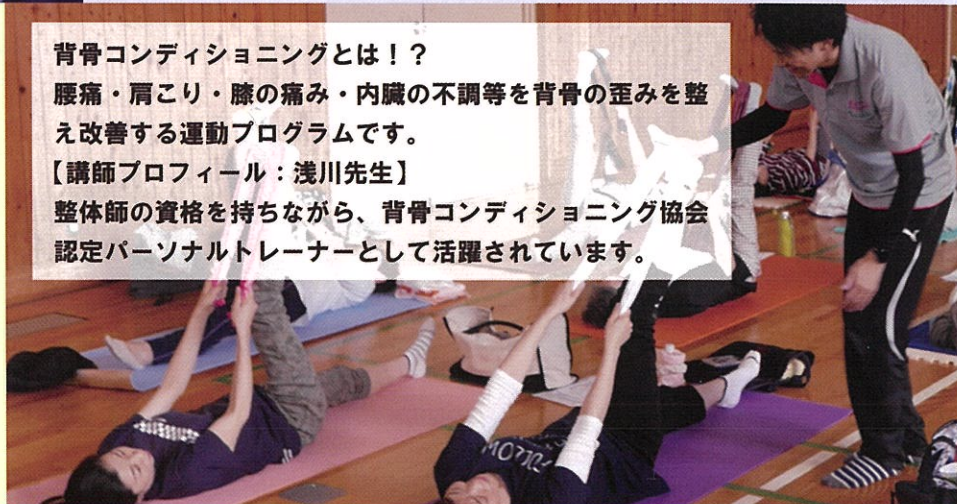 背骨コンディショニングとは！？
腰痛・肩こり・膝の痛み・内臓の不調等を背骨の歪みを整
え改善する運動プログラムです。
【講師プロフィール：浅川先生】
整体師の資格を持ちながら、背骨コンディショニング協会
認定パーソナルトレーナーとして活躍されています。
FOLLOW